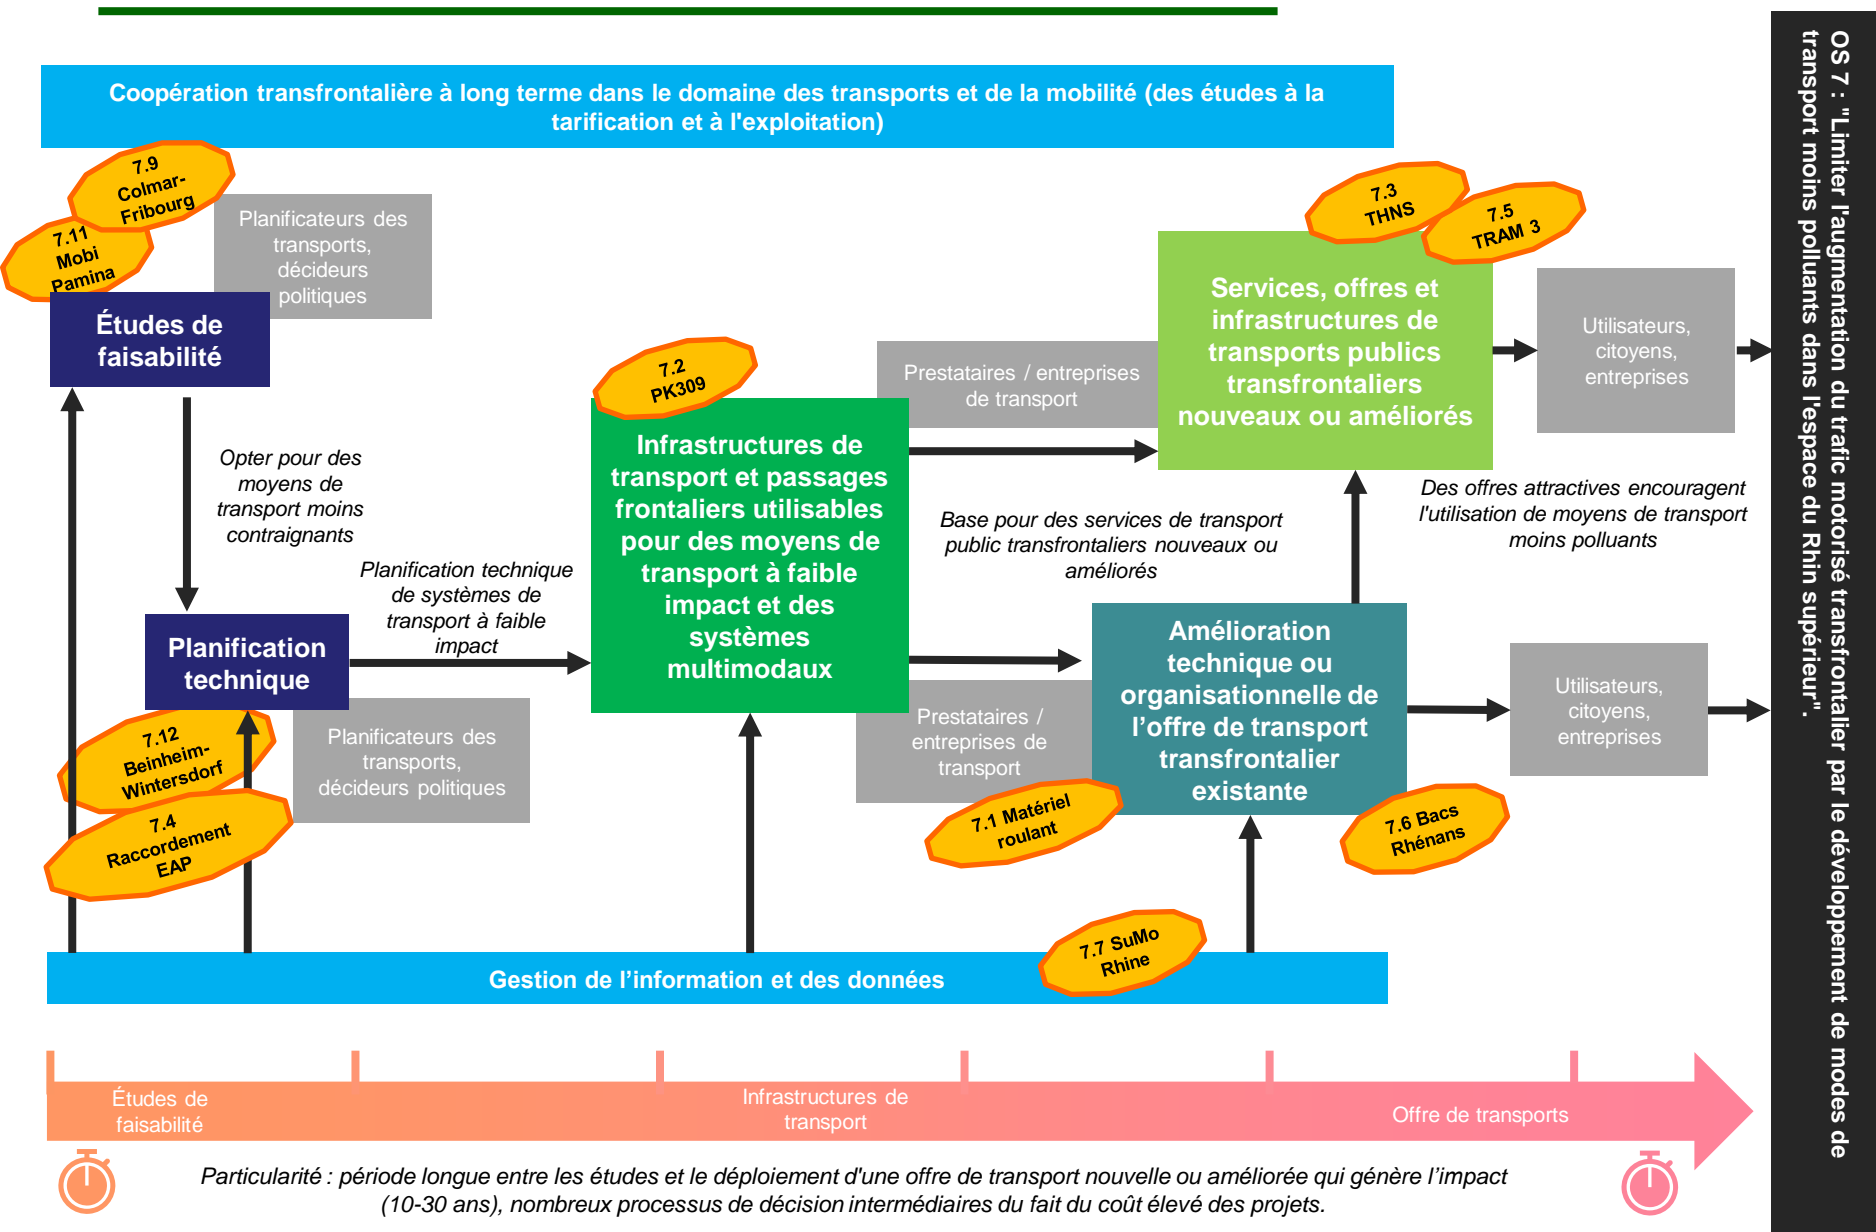 Coopération transfrontalière à long terme dans le domaine des transports et de la mobilité (des études à la
tarification et à l'exploitation)
7.9
Colmar-
Fribourg
7.11
Mobi
Pamina
Planificateurs des
transports,
décideurs
politiques
Études de
faisabilité
Opter pour des
moyens de
transport moins
contraignants
Planification technique
de systèmes de
transport à faible
impact
Planification
technique
Planificateurs des
transports,
décideurs politiques
7.12
Beinheim-
Wintersdorf
7.4
Raccordement
EAP
7.2
PK309
Infrastructures de
transport et passages
frontaliers utilisables
pour des moyens de
transport à faible
impact et des
systèmes
multimodaux
Prestataires / entreprises
de transport
Base pour des services de transport
public transfrontaliers nouveaux ou
améliorés
Prestataires /
entreprises de
transport
7.3
THNS
7.5
TRAM 3
Services, offres et
infrastructures de
transports publics
transfrontaliers
nouveaux ou améliorés
Utilisateurs,
citoyens,
entreprises
Des offres attractives encouragent
l'utilisation de moyens de transport
moins polluants
Amélioration
technique ou
organisationnelle de
l’offre de transport
transfrontalier
existante
Utilisateurs,
citoyens,
entreprises
7.1 Matériel
roulant
7.6 Bacs
Rhénans
7.7 SuMo
Rhine
Gestion de l’information et des données
OS 7 : "Limiter l'augmentation du trafic motorisé transfrontalier par le développement de modes de
transport moins polluants dans l'espace du Rhin supérieur".
Études de
faisabilité
Infrastructures de
transport
Offre de transports
Particularité : période longue entre les études et le déploiement d'une offre de transport nouvelle ou améliorée qui génère l’impact
(10-30 ans), nombreux processus de décision intermédiaires du fait du coût élevé des projets.